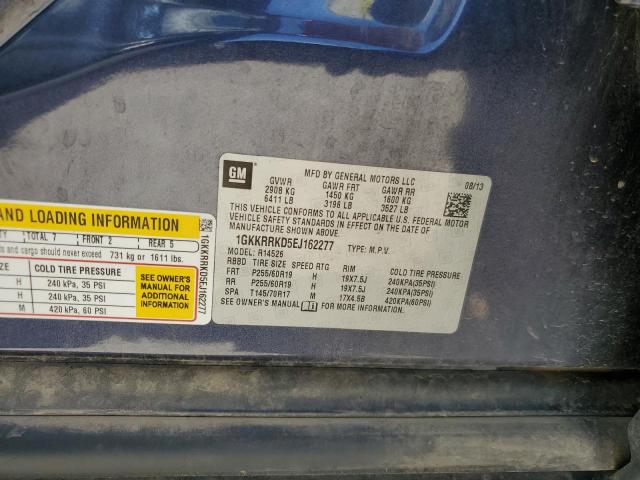 AND LOADING INFORMATION
TOTAL 7 FRONT 2 REAR 5
and cargo should never exceed 731 kg or 1611 lbs.
SIZE COLD TIRE PRESSURE
H 240 kPa, 35 PSI
H 240 kPa, 35 PSI
M 420 kPa, 60 PSI
SEE OWNER'S
MANUAL FOR
ADDITIONAL
INFORMATION
1GKKRRKD5EJ162277
GM
MFD BY GENERAL MOTORS LLC 08/13
GVWR GAWR FRT GAWR RR
2908 KG 1450 KG 1600 KG
6411 LB 3196 LB 3527 LB
THIS VEHICLE CONFORMS TO ALL APPLICABLE U.S. FEDERAL MOTOR
VEHICLE SAFETY STANDARDS IN EFFECT ON THE DATE OF
MANUFACTURE SHOWN ABOVE.
1GKKRRKD5EJ162277 TYPE: M.P.V.
MODEL: R14526
RBBD TIRE SIZE SPEED RTG RIM COLD TIRE PRESSURE
FRT P255/60R19 H 19X7.5J 240KPA(35PSI)
RR P255/60R19 H 19X7.5J 240KPA(35PSI)
SPA T145/70R17 M 17X4.5B 420KPA(60PSI)
SEE OWNER'S MANUAL FOR MORE INFORMATION.